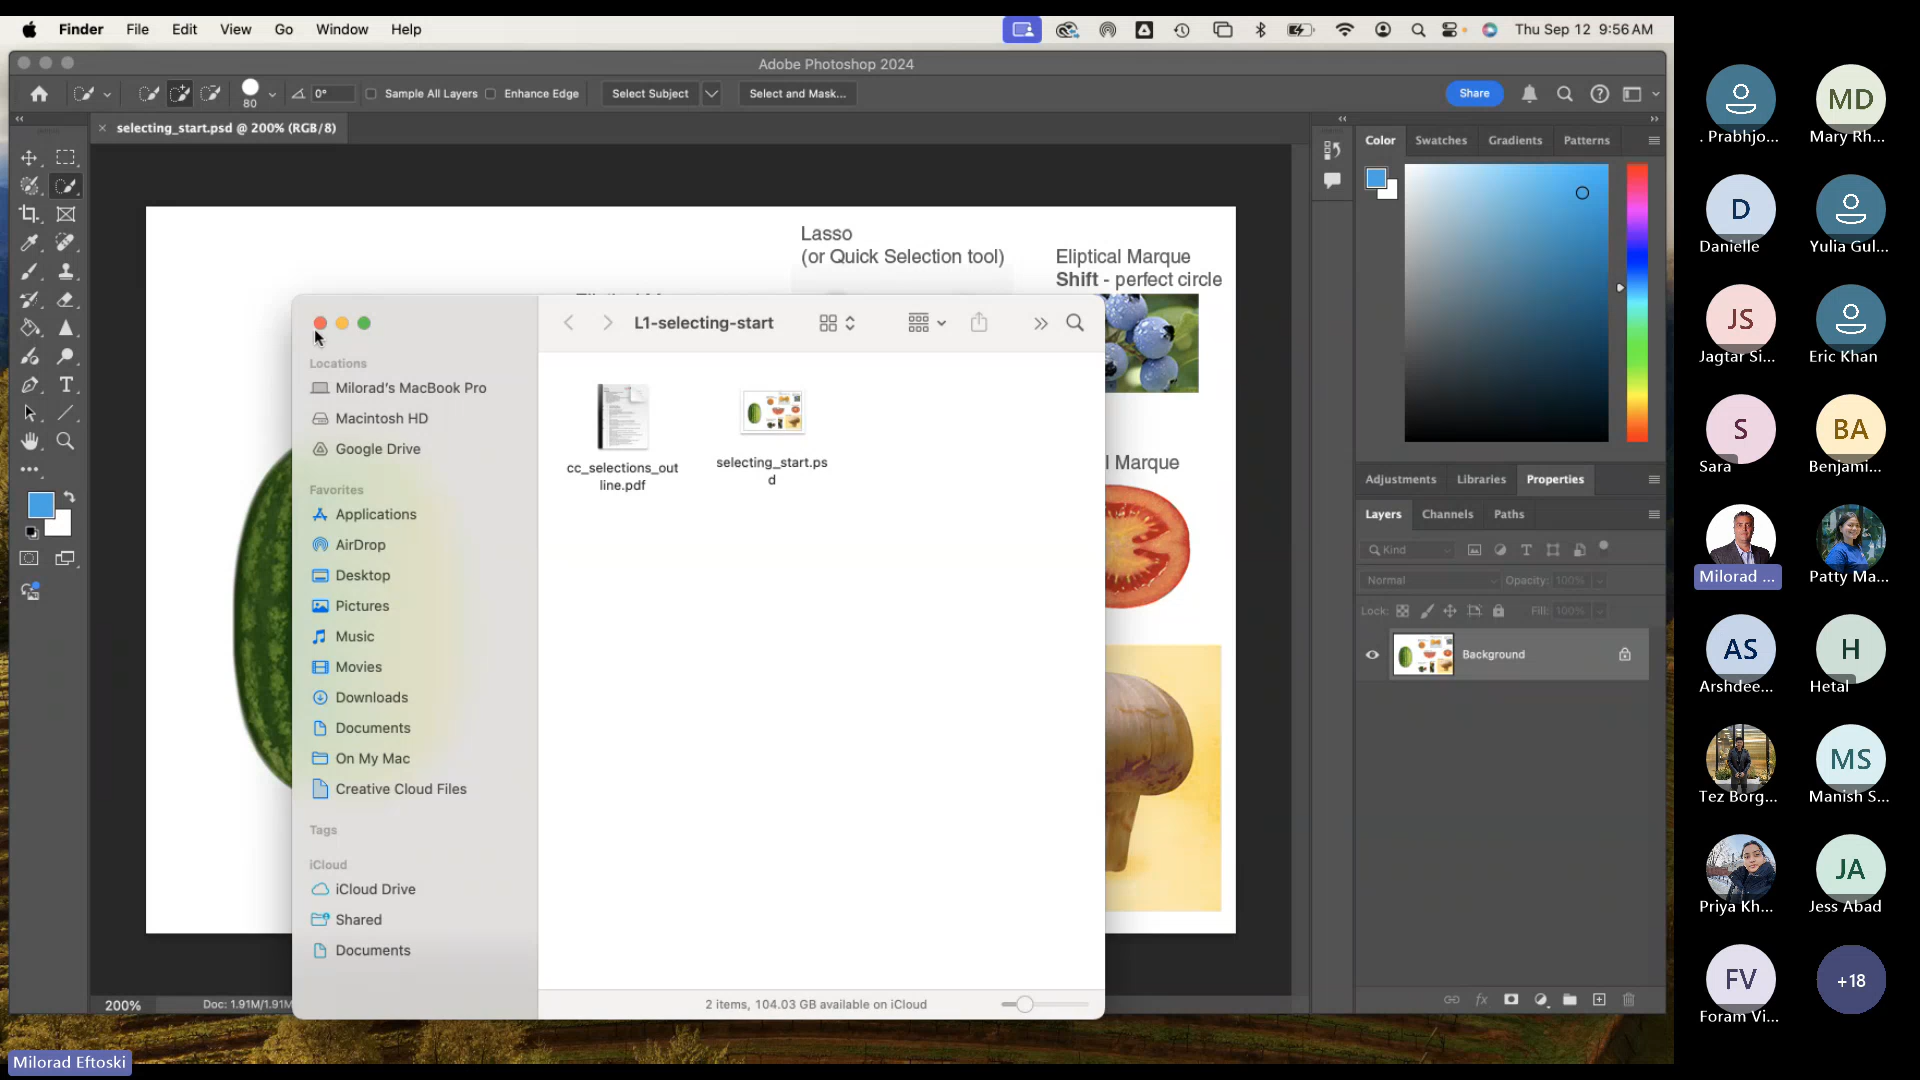 Finder File Edit View Go Window Help
Thu Sep 12 9:56 AM
Adobe Photoshop 2024
80
0°
Sample All Layers
Enhance Edge
Select Subject
Select and Mask...
Share
selecting_start.psd @ 200% (RGB/8)
Color Swatches Gradients Patterns
Lasso
(or Quick Selection tool)
Eliptical Marque
Shift - perfect circle
L1-selecting-start
Locations
Milorad's MacBook Pro
Macintosh HD
Google Drive
Favorites
Applications
AirDrop
Desktop
Pictures
Music
Movies
Downloads
Documents
On My Mac
Creative Cloud Files
Tags
iCloud
iCloud Drive
Shared
Documents
cc_selections_out
line.pdf
selecting_start.ps
d
2 items, 104.03 GB available on iCloud
l Marque
Adjustments Libraries Properties
Layers Channels Paths
Kind
Normal
Opacity: 100%
Lock:
Fill: 100%
Background
fx
200%
Doc: 1.91M/1.91M
Milorad Eftoski
. Prabhjo...
MD
Mary Rh...
D
Danielle
Yulia Gul...
JS
Jagtar Si...
Eric Khan
S
Sara
BA
Benjami...
Milorad ...
Patty Ma...
AS
Arshdee...
H
Hetal
Tez Borg...
MS
Manish S...
Priya Kh...
JA
Jess Abad
FV
Foram Vi...
+18